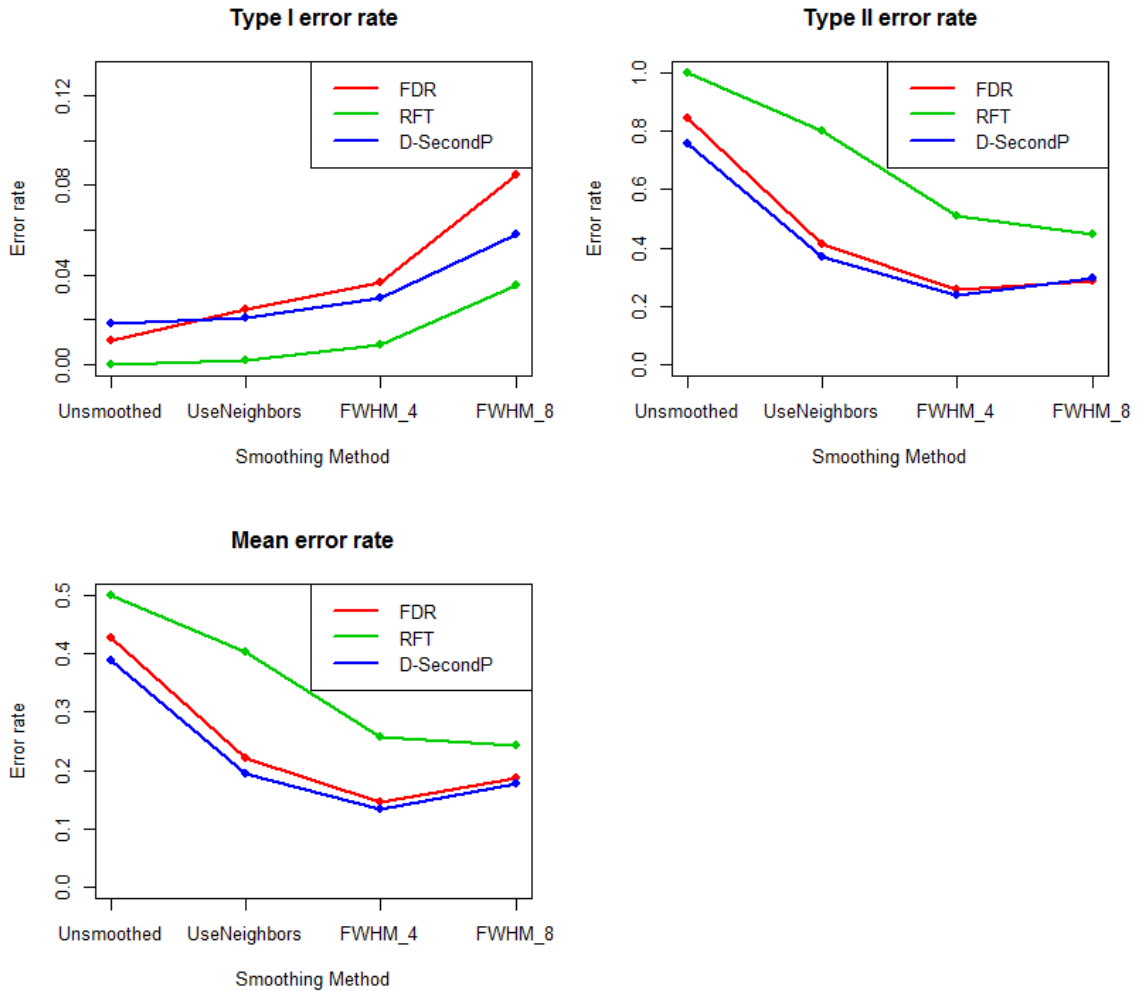 Type I error rate
FDR
RFT
D-SecondP
0.12
0.08
0.04
0.00
Error rate
Unsmoothed UseNeighbors FWHM_4 FWHM_8
Smoothing Method
Type II error rate
FDR
RFT
D-SecondP
1.0
0.8
0.6
0.4
0.2
0.0
Error rate
Unsmoothed UseNeighbors FWHM_4 FWHM_8
Smoothing Method
Mean error rate
FDR
RFT
D-SecondP
0.5
0.4
0.3
0.2
0.1
0.0
Error rate
Unsmoothed UseNeighbors FWHM_4 FWHM_8
Smoothing Method